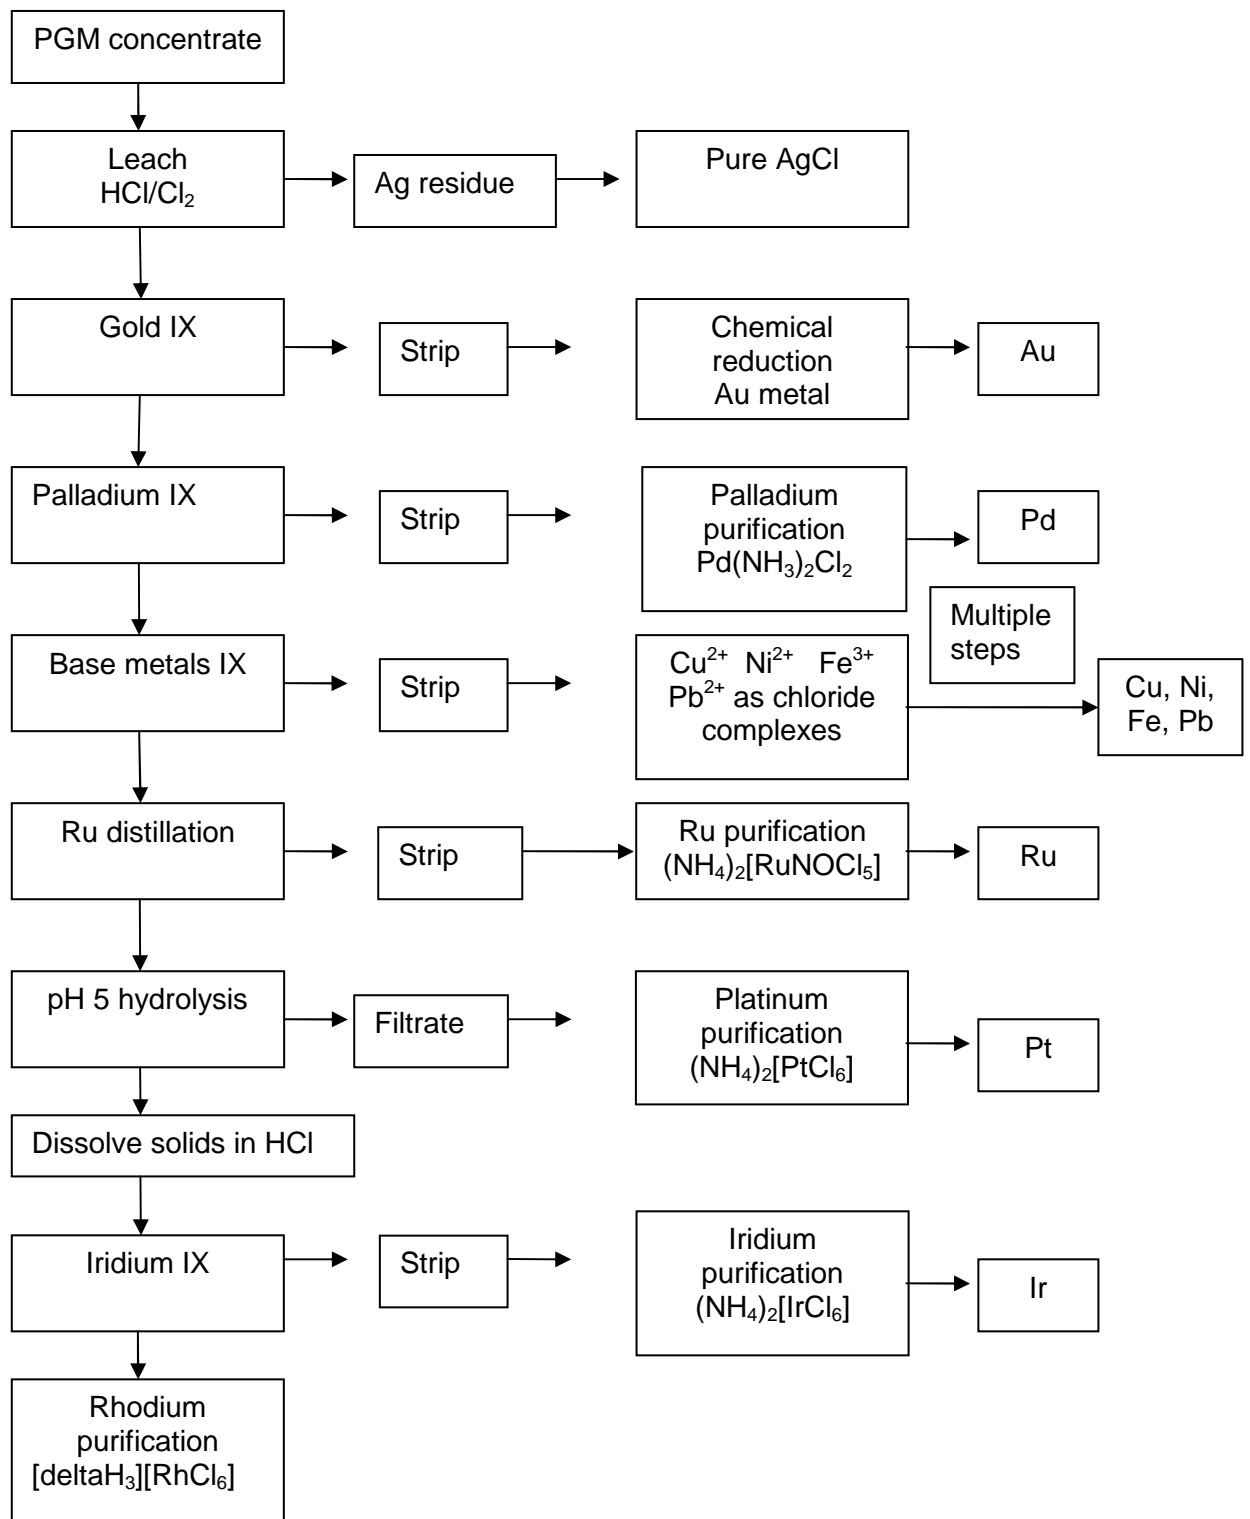 PGM concentrate
Leach
HCl/Cl₂
Ag residue
Pure AgCl
Gold IX
Strip
Chemical
reduction
Au metal
Au
Palladium IX
Strip
Palladium
purification
Pd(NH₃)₂Cl₂
Pd
Multiple
steps
Base metals IX
Strip
Cu²⁺ Ni²⁺ Fe³⁺
Pb²⁺ as chloride
complexes
Cu, Ni,
Fe, Pb
Ru distillation
Strip
Ru purification
(NH₄)₂[RuNOCl₅]
Ru
pH 5 hydrolysis
Filtrate
Platinum
purification
(NH₄)₂[PtCl₆]
Pt
Dissolve solids in HCl
Iridium IX
Strip
Iridium
purification
(NH₄)₂[IrCl₆]
Ir
Rhodium
purification
[deltaH₃][RhCl₆]